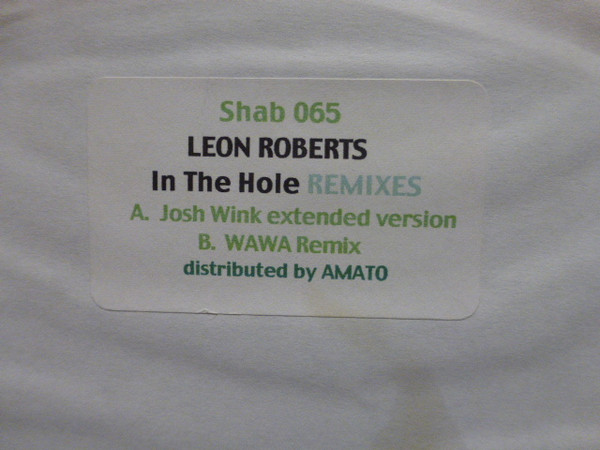 Shab 065
LEON ROBERTS
In The Hole REMIXES
A. Josh Wink extended version
B. WAWA Remix
distributed by AMATO